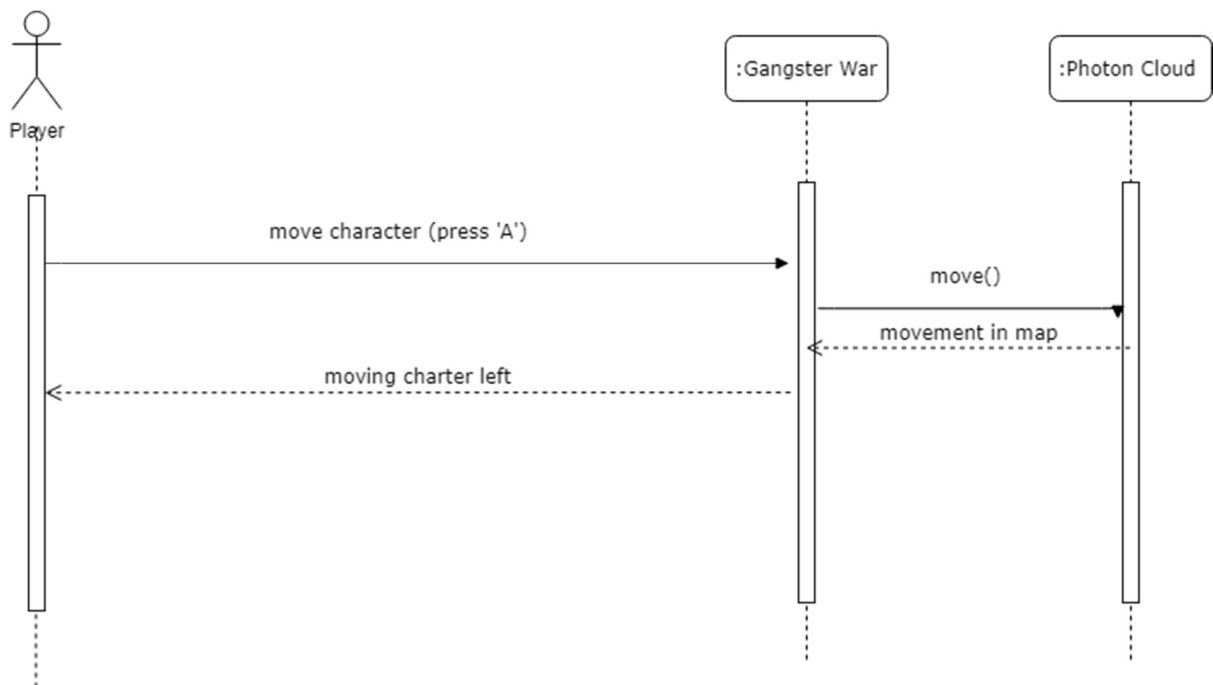 :Gangster War
:Photon Cloud
Player
move character (press 'A')
move()
movement in map
moving charter left